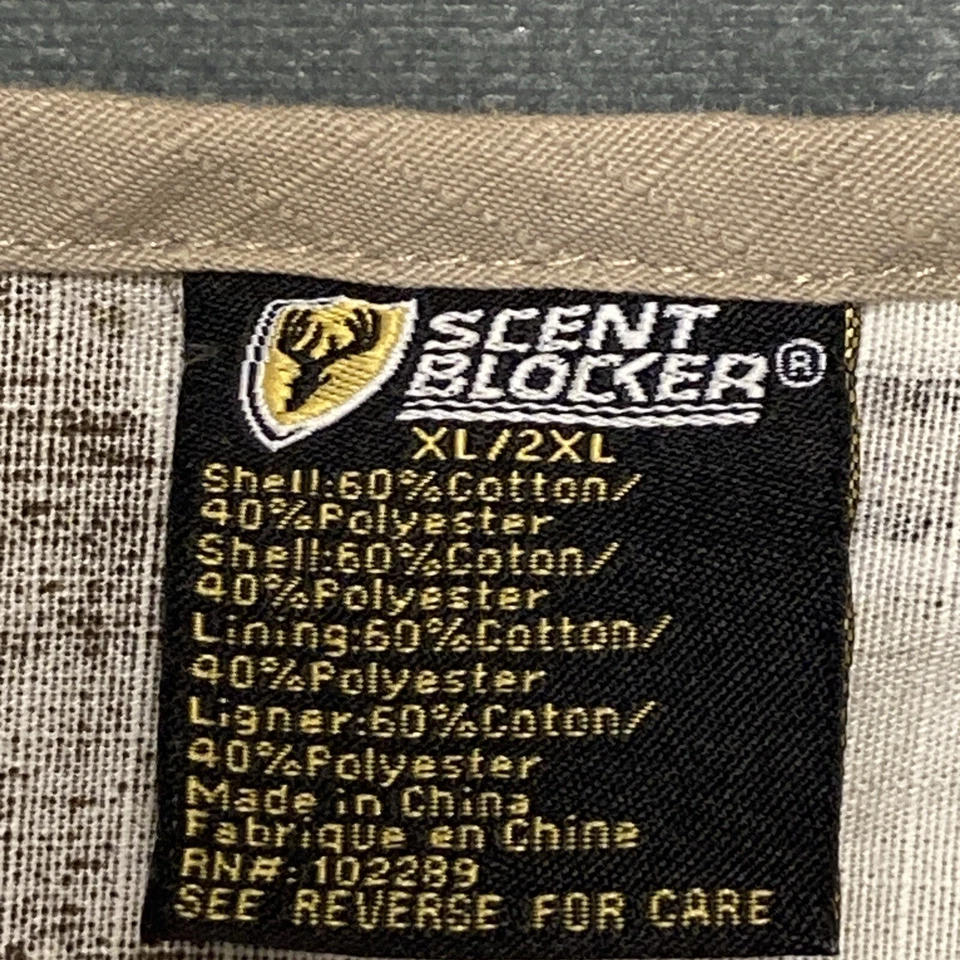 SCENT
BLOCKER®
XL/2XL
Shell:60%Cotton/
40%Polyester
Shell:60%Coton/
40%Polyester
Lining:60%Cotton/
40%Polyester
Ligner:60%Coton/
40%Polyester
Made in China
Fabrique en Chine
RN#:102289
SEE REVERSE FOR CARE